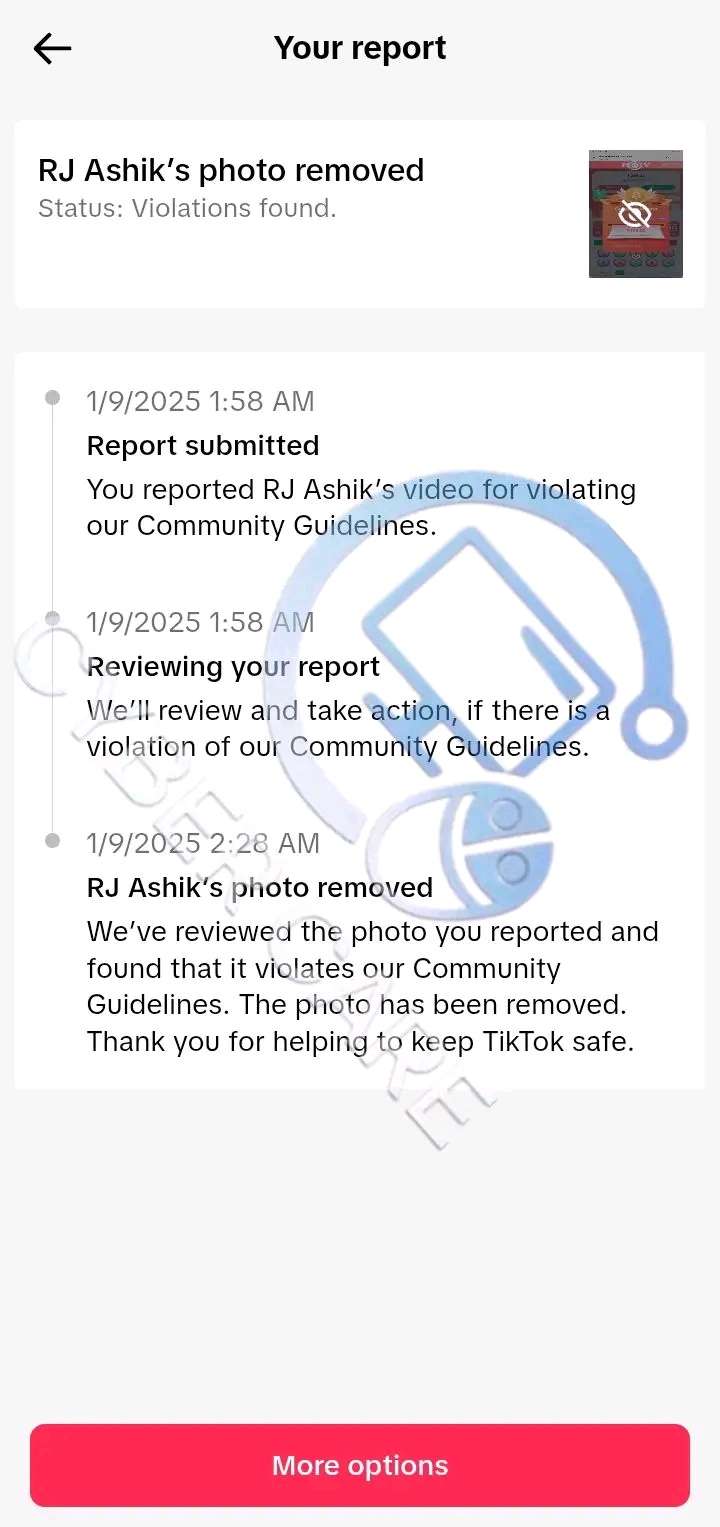 Your report
RJ Ashik’s photo removed
Status: Violations found.
1/9/2025 1:58 AM
Report submitted
You reported RJ Ashik’s video for violating
our Community Guidelines.
1/9/2025 1:58 AM
Reviewing your report
We’ll review and take action, if there is a
violation of our Community Guidelines.
1/9/2025 2:28 AM
RJ Ashik’s photo removed
We’ve reviewed the photo you reported and
found that it violates our Community
Guidelines. The photo has been removed.
Thank you for helping to keep TikTok safe.
CYBER CARE
More options